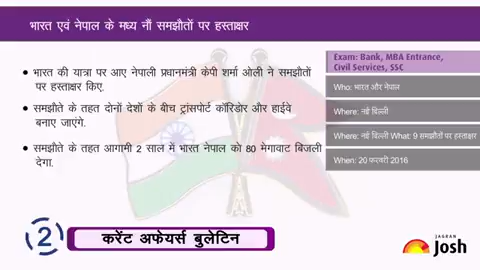 भारत एवं नेपाल के मध्य नौं समझौतों पर हस्ताक्षर
Exam: Bank, MBA Entrance,
Civil Services, SSC
भारत की यात्रा पर आए नेपाली प्रधानमंत्री केपी शर्मा ओली ने समझौतों
पर हस्ताक्षर किए.
समझौते के तहत दोनों देशों के बीच ट्रांसपोर्ट कॉरिडोर और हाईवे
बनाए जाएंगे.
समझौते के तहत आगामी 2 साल में भारत नेपाल को 80 मेगावाट बिजली
देगा.
Who: भारत और नेपाल
Where: नई दिल्ली
Where: नई दिल्ली What: 9 समझौतों पर हस्ताक्षर
When: 20 फरवरी 2016
2
करेंट अफेयर्स बुलेटिन
JAGRAN
Josh